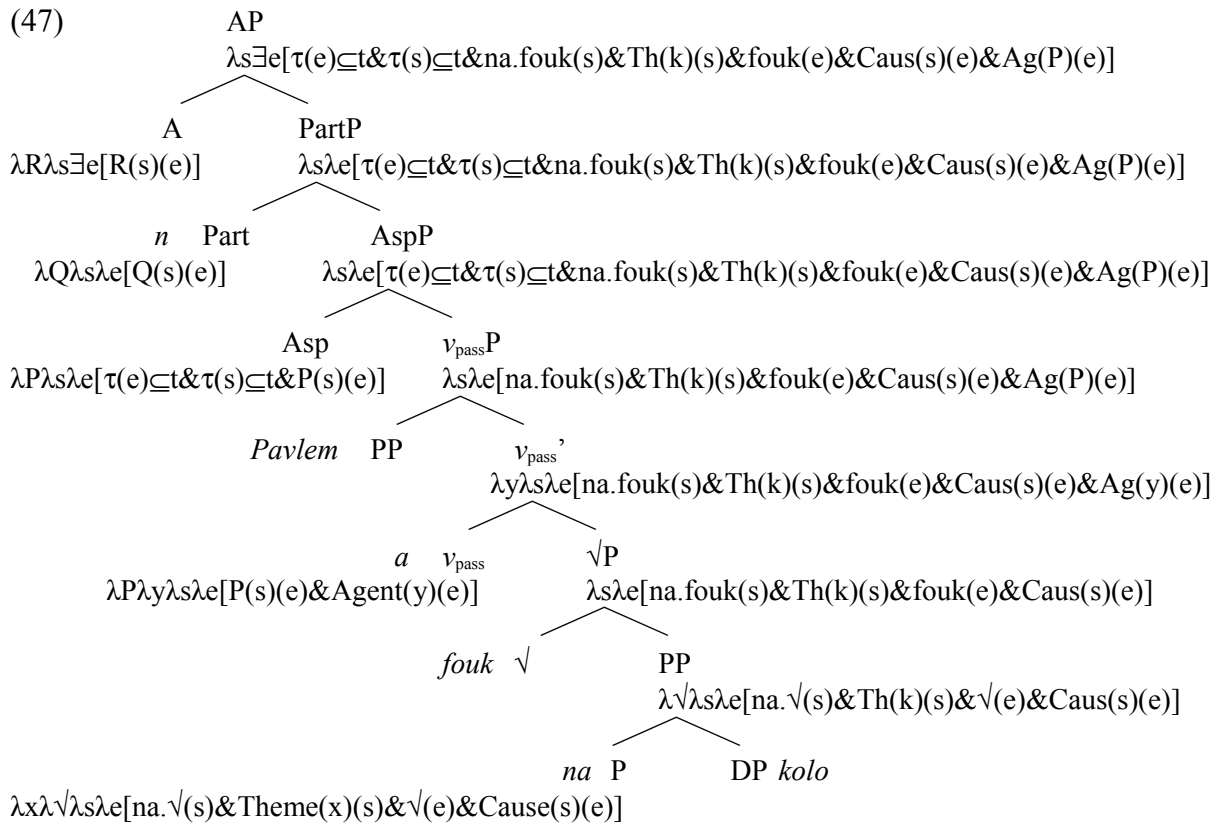 (47) AP
λs∃e[τ(e)⊆t&τ(s)⊆t&na.fouk(s)&Th(k)(s)&fouk(e)&Caus(s)(e)&Ag(P)(e)]
A PartP
λRλs∃e[R(s)(e)] λsλe[τ(e)⊆t&τ(s)⊆t&na.fouk(s)&Th(k)(s)&fouk(e)&Caus(s)(e)&Ag(P)(e)]
n Part AspP
λQλsλe[Q(s)(e)] λsλe[τ(e)⊆t&τ(s)⊆t&na.fouk(s)&Th(k)(s)&fouk(e)&Caus(s)(e)&Ag(P)(e)]
Asp vpassP
λPλsλe[τ(e)⊆t&τ(s)⊆t&P(s)(e)] λsλe[na.fouk(s)&Th(k)(s)&fouk(e)&Caus(s)(e)&Ag(P)(e)]
Pavlem PP vpass’
λyλsλe[na.fouk(s)&Th(k)(s)&fouk(e)&Caus(s)(e)&Ag(y)(e)]
a vpass √P
λPλyλsλe[P(s)(e)&Agent(y)(e)] λsλe[na.fouk(s)&Th(k)(s)&fouk(e)&Caus(s)(e)]
fouk √ PP
λ√λsλe[na.√(s)&Th(k)(s)&√(e)&Caus(s)(e)]
na P DP kolo
λxλ√λsλe[na.√(s)&Theme(x)(s)&√(e)&Cause(s)(e)]